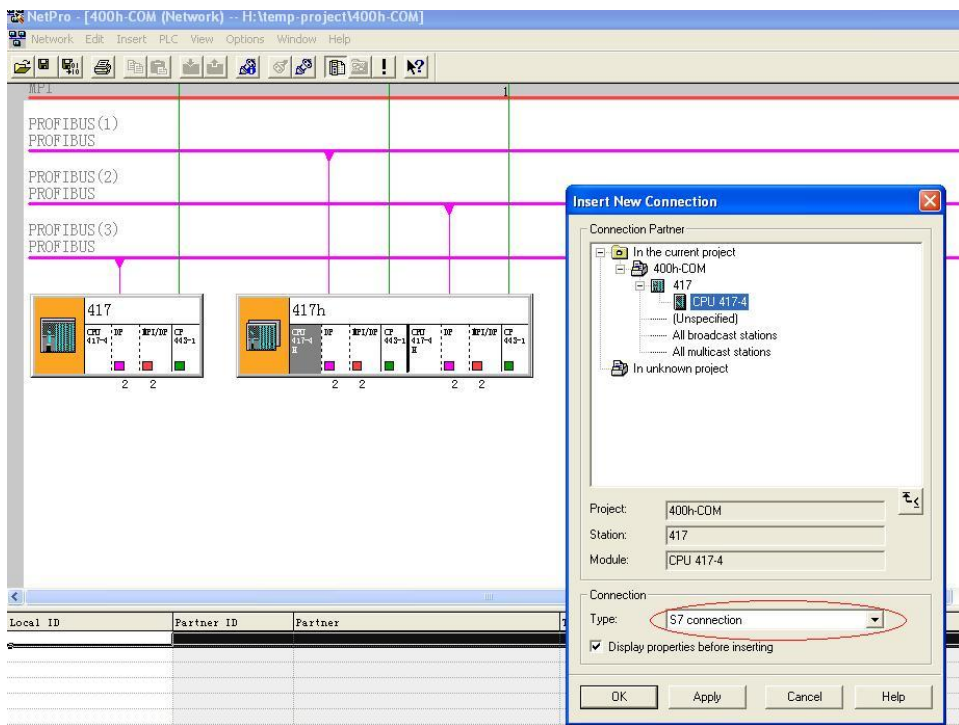 NetPro - [400h-COM (Network) -- H:\temp-project\400h-COM]
Network Edit Insert PLC View Options Window Help
MPI
1
PROFIBUS(1)
PROFIBUS
PROFIBUS(2)
PROFIBUS
PROFIBUS(3)
PROFIBUS
417
CPU 417-4 DP MPI/DP CP 443-1
2 2
417h
CPU 417-4 H DP MPI/DP CP 443-1 CPU 417-4 H DP MPI/DP CP 443-1
2 2 2 2
Local ID Partner ID Partner T
Insert New Connection
Connection Partner
In the current project
400h-COM
417
CPU 417-4
(Unspecified)
All broadcast stations
All multicast stations
In unknown project
Project: 400h-COM
Station: 417
Module: CPU 417-4
Connection
Type: S7 connection
Display properties before inserting
OK Apply Cancel Help